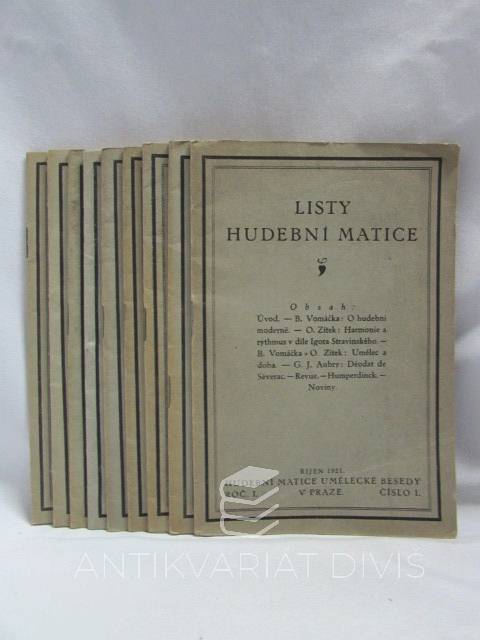 LISTY
HUDEBNÍ MATICE
Obsah:
Úvod. — B. Vomáčka: O hudební
moderně. — O. Zítek: Harmonie a
rythmus v díle Igora Stravinského —
B. Vomáčka - O. Zítek: Umělec a
doba. — G. J. Aubry: Déodat de
Séverac. — Revue. — Humperdinck. —
Noviny.
ŘÍJEN 1921.
HUDEBNÍ MATICE UMĚLECKÉ BESEDY
ROČ. I. V PRAZE. ČÍSLO 1.
ANTIKVARIÁT DIVIŠ